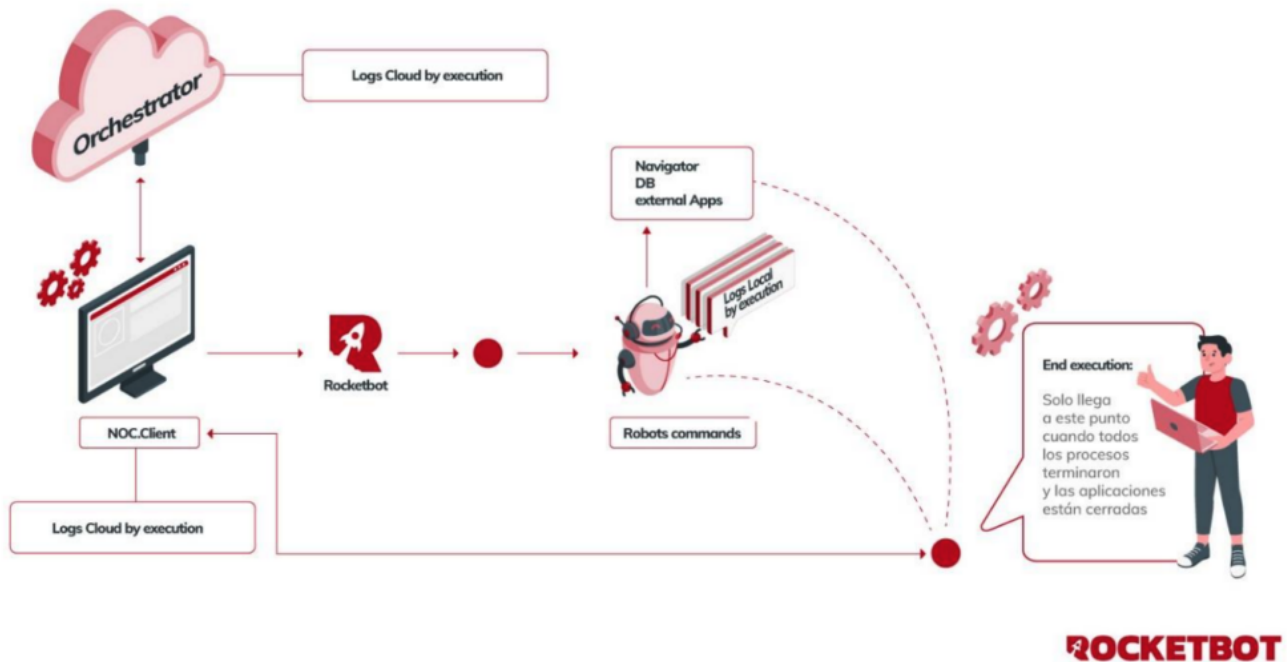 Orchestrator
Logs Cloud by execution
Navigator
DB
external Apps
Logs Local
by execution
Rocketbot
NOC.Client
Robots commands
Logs Cloud by execution
End execution:
Solo llega
a este punto
cuando todos
los procesos
terminaron
y las aplicaciones
están cerradas
ROCKETBOT